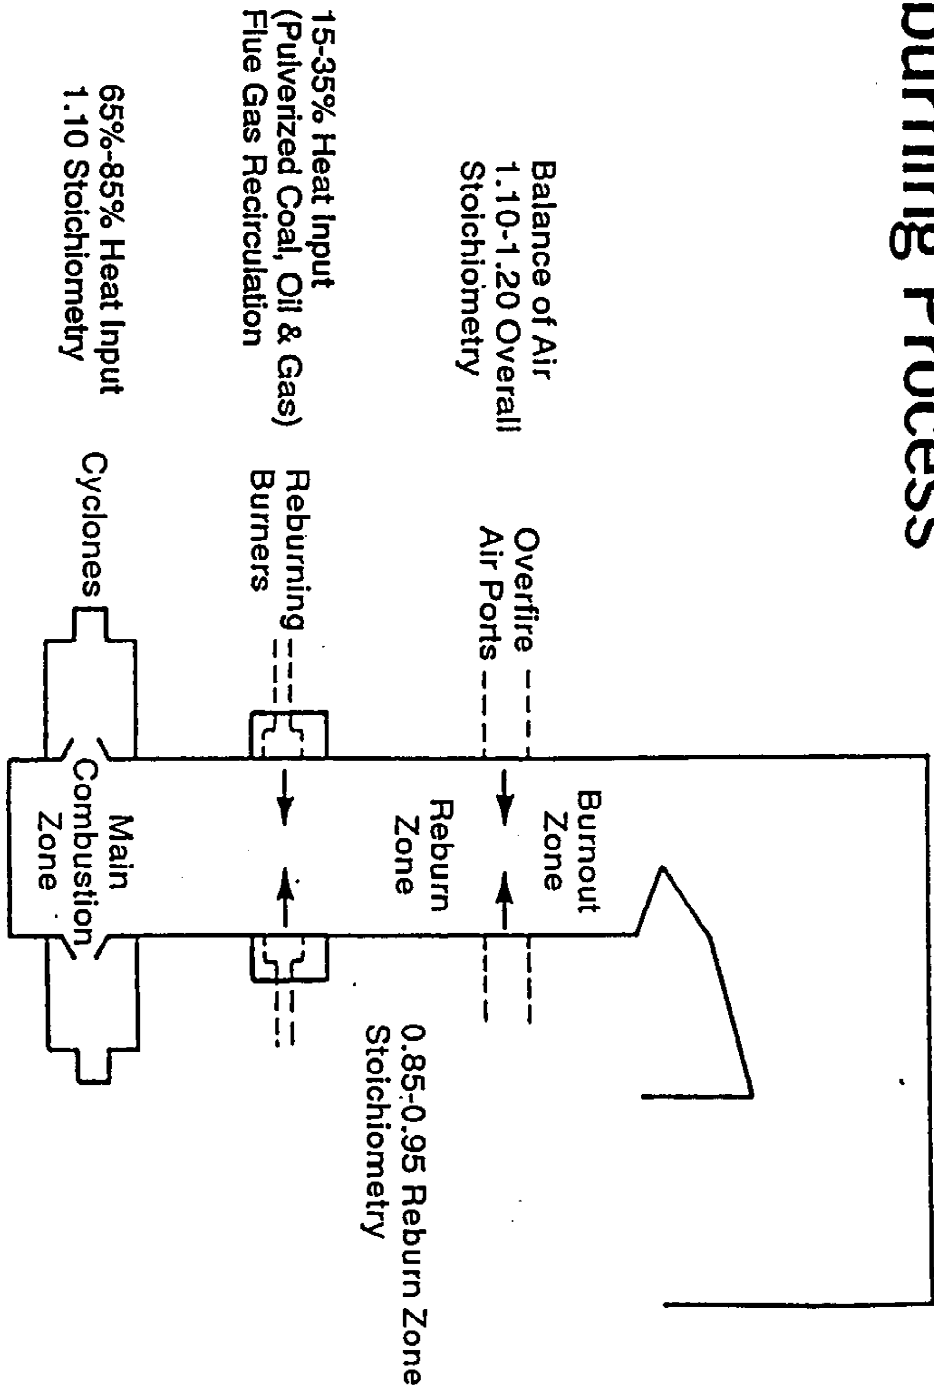 burning Process
Balance of Air
1.10-1.20 Overall
Stoichiometry
Overfire
Air Ports
Burnout
Zone
15-35% Heat Input
(Pulverized Coal, Oil & Gas)
Flue Gas Recirculation
Reburning
Burners
Reburn
Zone
0.85-0.95 Reburn Zone
Stoichiometry
65%-85% Heat Input
1.10 Stoichiometry
Cyclones
Main
Combustion
Zone